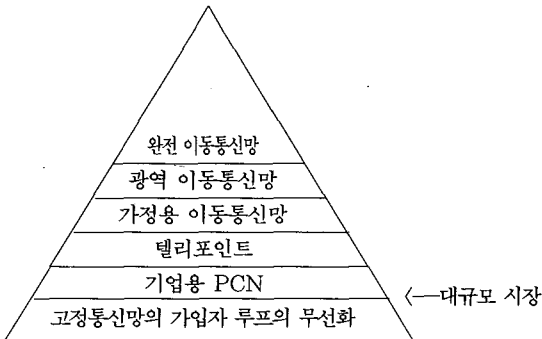 완전 이동통신망
광역 이동통신망
가정용 이동통신망
텔리포인트
기업용 PCN
<──대규모 시장
고정통신망의 가입자 루프의 무선화